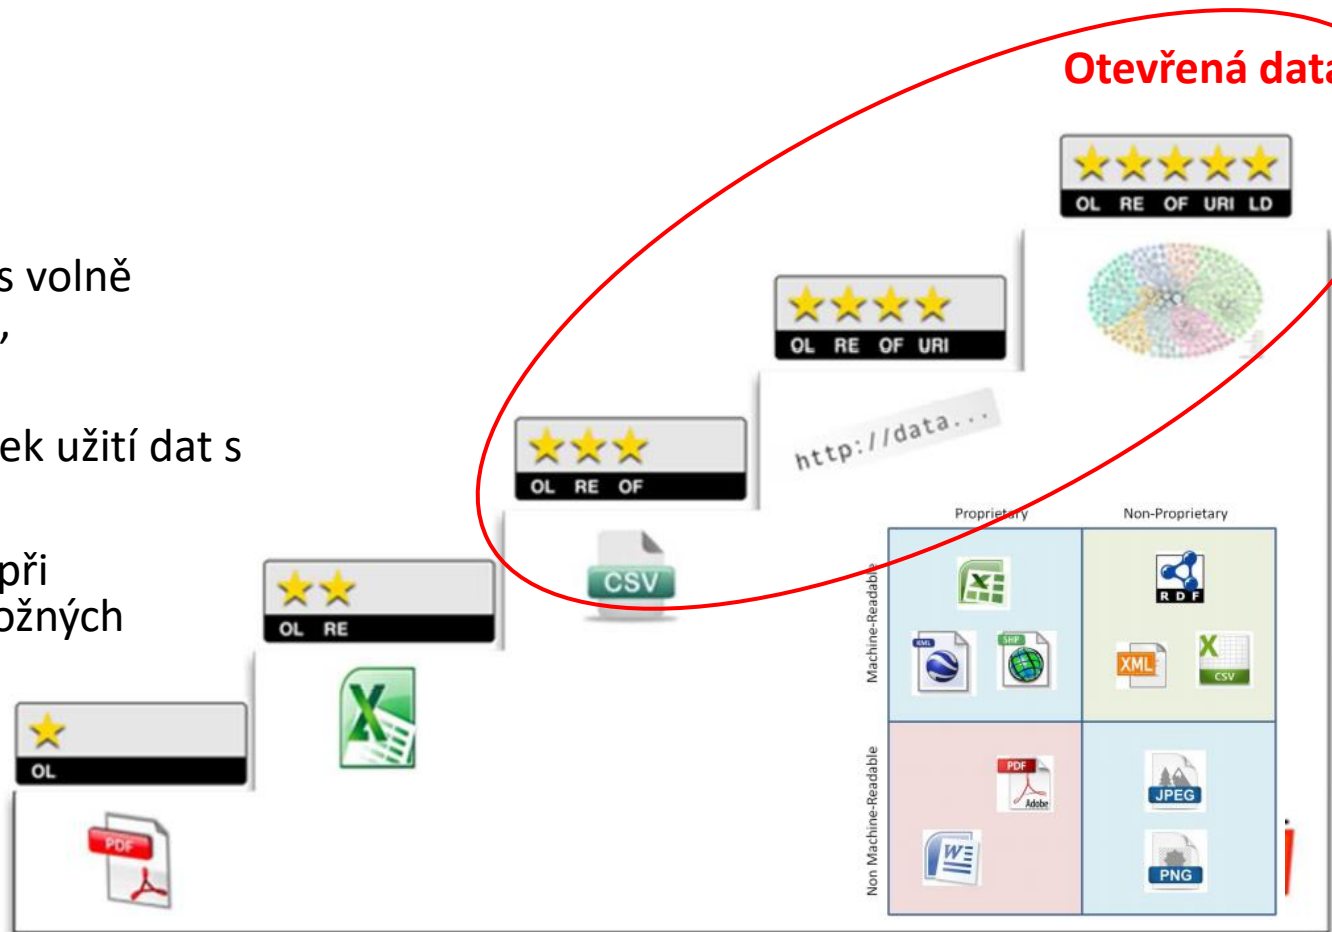 Otevřená data
OL RE OF URI LD
s volně
,
OL RE OF URI
ek užití dat s
http://data...
OL RE OF
při
ožných
CSV
OL RE
OL
PDF
Proprietary Non-Proprietary
Machine-Readable
RDF
KML SHP
XML X CSV
Non Machine-Readable
PDF Adobe
JPEG
W
PNG